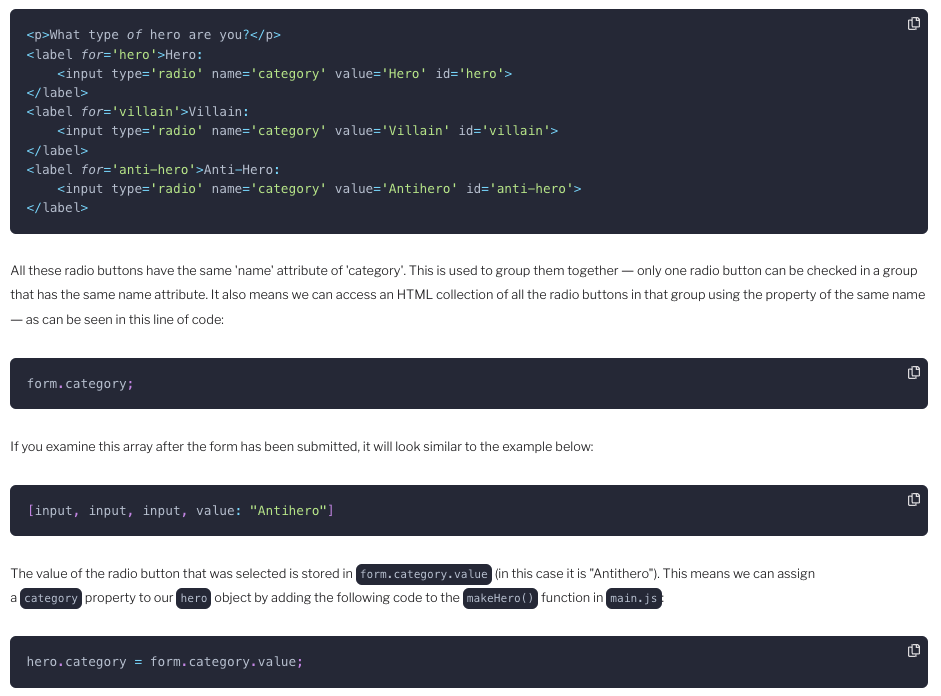 <p>What type of hero are you?</p>
<label for='hero'>Hero:
    <input type='radio' name='category' value='Hero' id='hero'>
</label>
<label for='villain'>Villain:
    <input type='radio' name='category' value='Villain' id='villain'>
</label>
<label for='anti-hero'>Anti-Hero:
    <input type='radio' name='category' value='Antihero' id='anti-hero'>
</label>
All these radio buttons have the same 'name' attribute of 'category'. This is used to group them together — only one radio button can be checked in a group
that has the same name attribute. It also means we can access an HTML collection of all the radio buttons in that group using the property of the same name
— as can be seen in this line of code:
form.category;
If you examine this array after the form has been submitted, it will look similar to the example below:
[input, input, input, value: "Antihero"]
The value of the radio button that was selected is stored in form.category.value (in this case it is "Antithero"). This means we can assign
a category property to our hero object by adding the following code to the makeHero() function in main.js:
hero.category = form.category.value;